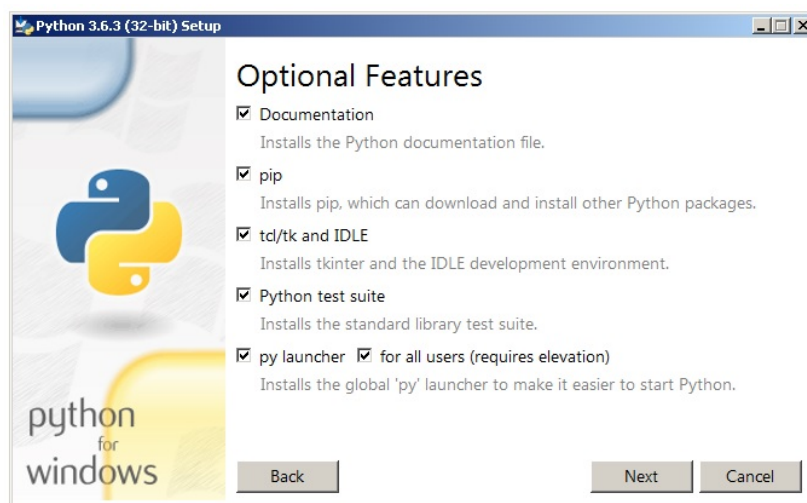 Python 3.6.3 (32-bit) Setup
Optional Features
Documentation
Installs the Python documentation file.
pip
Installs pip, which can download and install other Python packages.
tcl/tk and IDLE
Installs tkinter and the IDLE development environment.
Python test suite
Installs the standard library test suite.
py launcher for all users (requires elevation)
Installs the global 'py' launcher to make it easier to start Python.
python
for
windows
Back Next Cancel